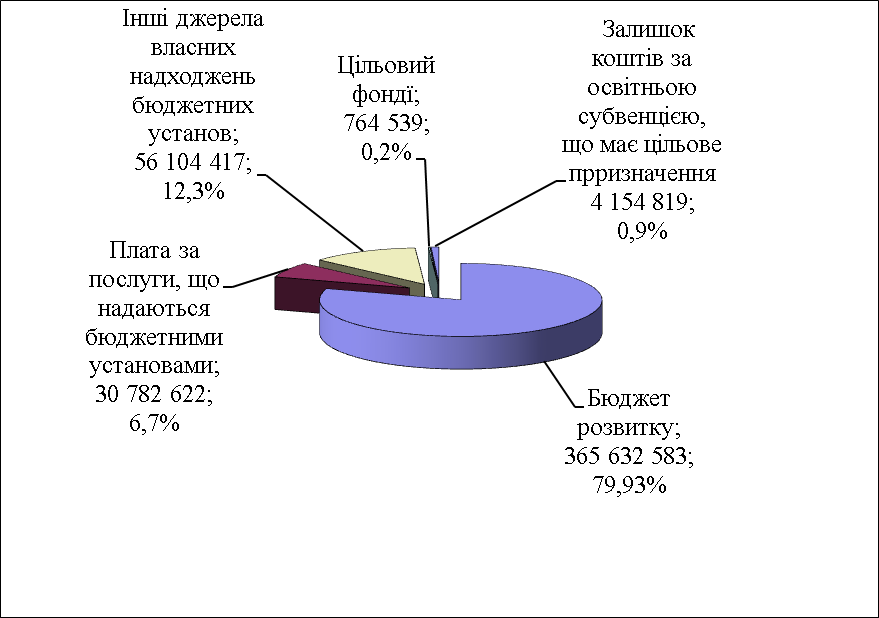 Інші джерела
власних
надходжень
бюджетних
установ;
56 104 417;
12,3%
Цільовий
фондї;
764 539;
0,2%
Залишок
коштів за
освітньою
субвенцією,
що має цільове
прризначення
4 154 819;
0,9%
Плата за
послуги, що
надаються
бюджетними
установами;
30 782 622;
6,7%
Бюджет
розвитку;
365 632 583;
79,93%